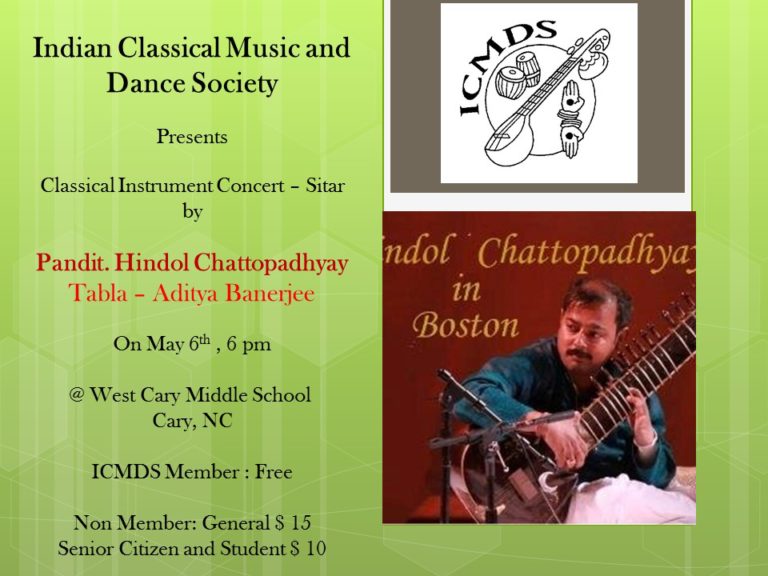 Indian Classical Music and
Dance Society
Presents
Classical Instrument Concert – Sitar
by
Pandit. Hindol Chattopadhyay
Tabla – Aditya Banerjee
On May 6th , 6 pm
@ West Cary Middle School
Cary, NC
ICMDS Member : Free
Non Member: General $ 15
Senior Citizen and Student $ 10
ICMDS
indol Chattopadhyay
in
Boston